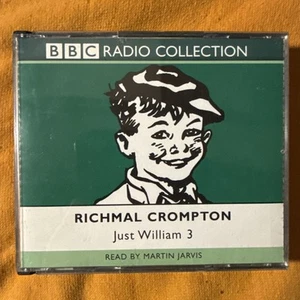 BBC RADIO COLLECTION
RICHMAL CROMPTON
Just William 3
READ BY MARTIN JARVIS